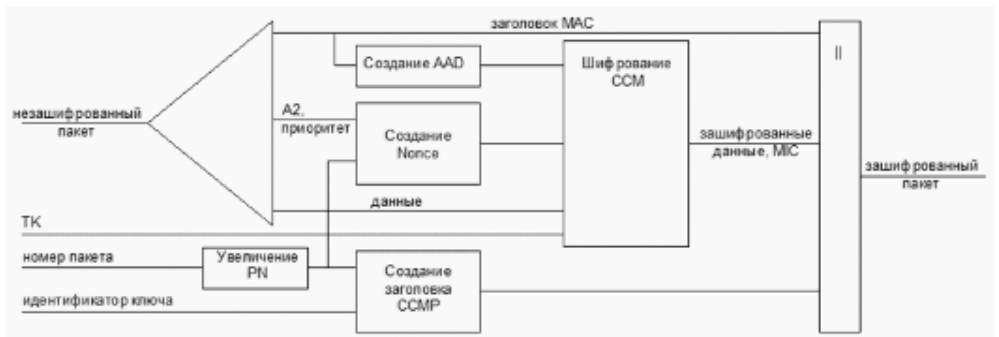 заголовок MAC
Создание AAD
Шифрование
CCM
||
незашифрованный
пакет
A2,
приоритет
Создание
Nonce
зашифрованные
данные, MIC
зашифрованный
пакет
данные
TK
номер пакета
Увеличение
PN
Создание
заголовка
CCMP
идентификатор ключа